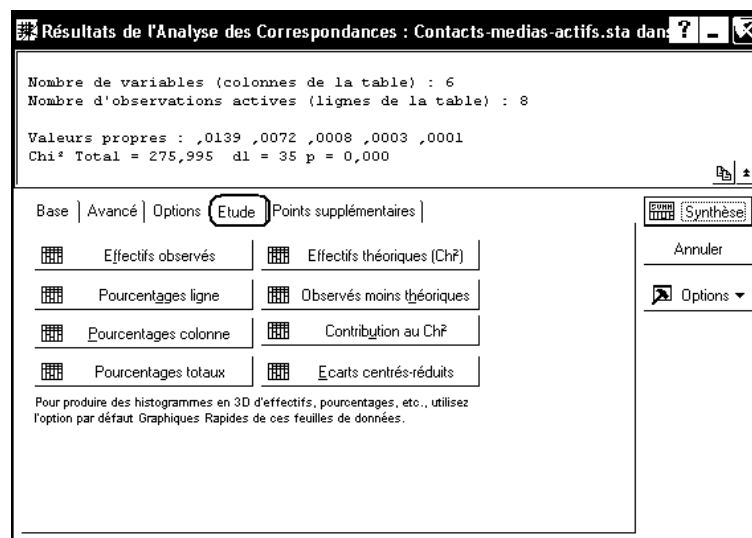 Résultats de l'Analyse des Correspondances : Contacts-medias-actifs.sta dans
Nombre de variables (colonnes de la table) : 6
Nombre d'observations actives (lignes de la table) : 8
Valeurs propres : ,0139 ,0072 ,0008 ,0003 ,0001
Chi² Total = 275,995 dl = 35 p = 0,000
Base Avancé Options Etude Points supplémentaires
Synthèse
Annuler
Options
Effectifs observés
Effectifs théoriques (Chi²)
Pourcentages ligne
Observés moins théoriques
Pourcentages colonne
Contribution au Chi²
Pourcentages totaux
Ecarts centrés-réduits
Pour produire des histogrammes en 3D d'effectifs, pourcentages, etc., utilisez
l'option par défaut Graphiques Rapides de ces feuilles de données.